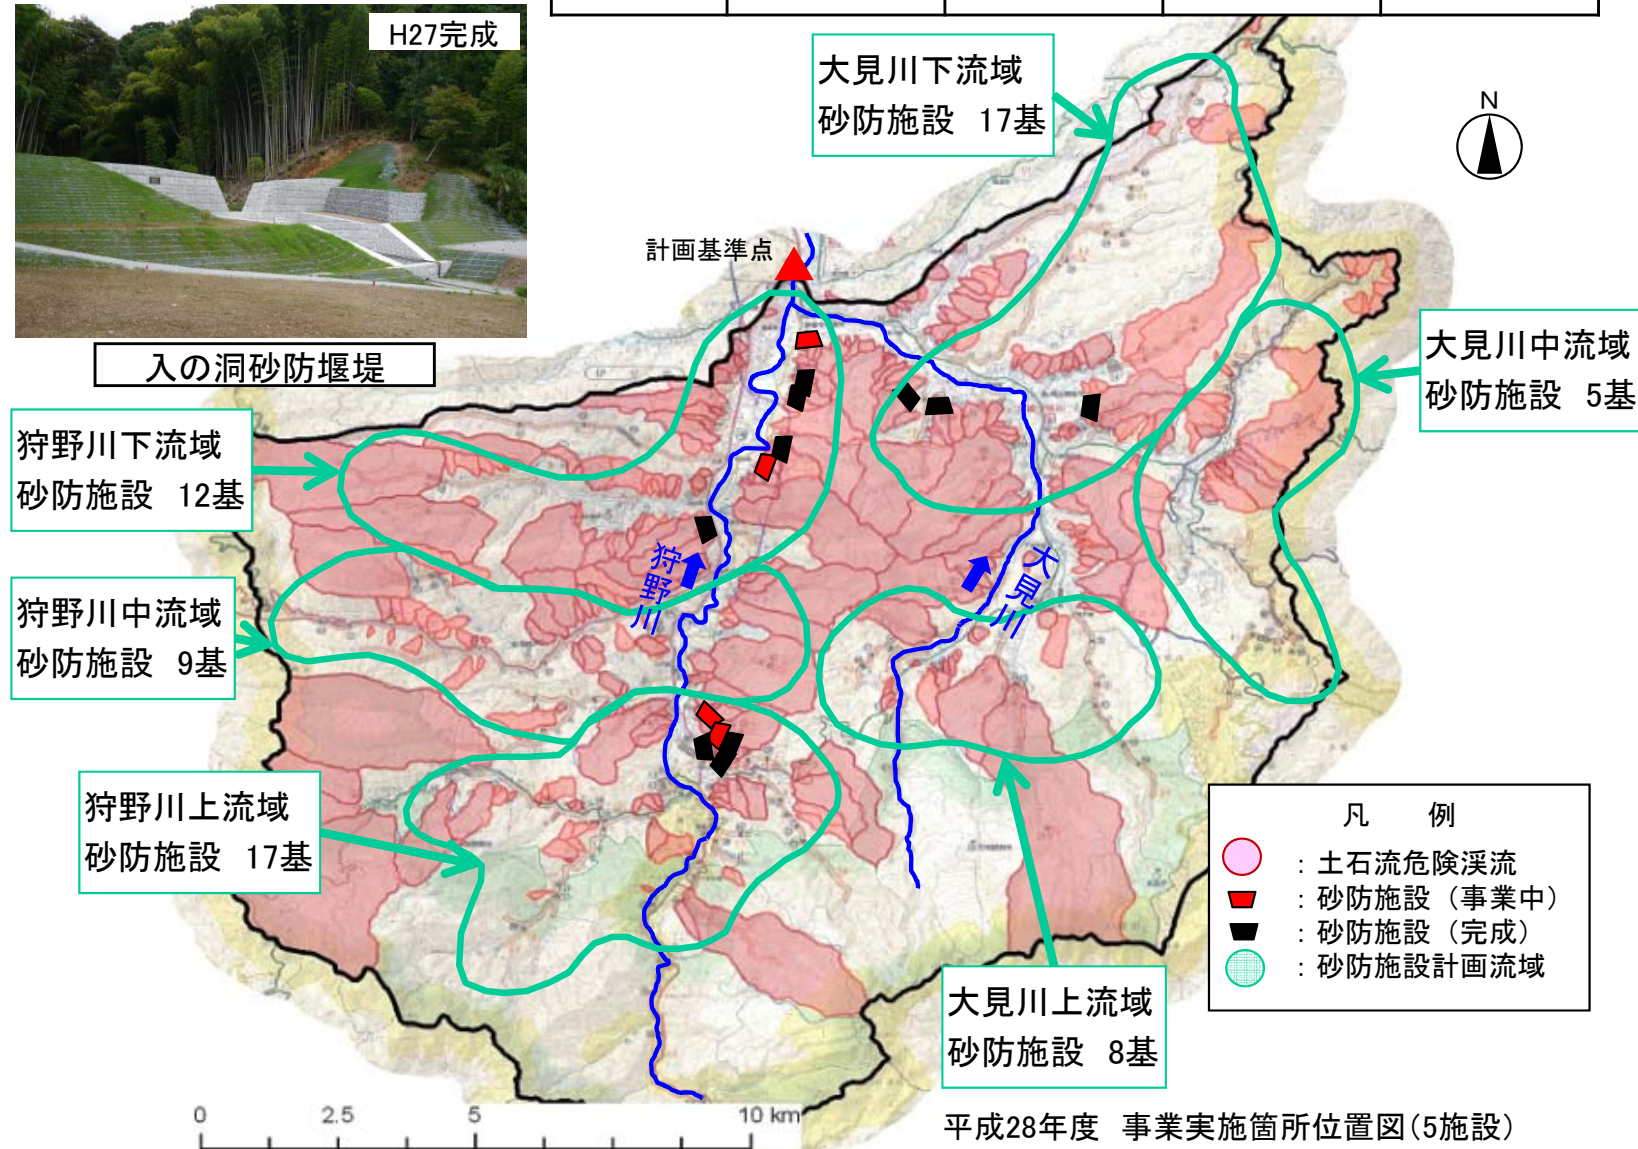 H27完成
入の洞砂防堰堤
大見川下流域
砂防施設 17基
N
計画基準点
大見川中流域
砂防施設 5基
狩野川下流域
砂防施設 12基
狩野川
大見川
狩野川中流域
砂防施設 9基
狩野川上流域
砂防施設 17基
大見川上流域
砂防施設 8基
凡 例
：土石流危険渓流
：砂防施設（事業中）
：砂防施設（完成）
：砂防施設計画流域
0 2.5 5 10 km
平成28年度 事業実施箇所位置図（5施設）